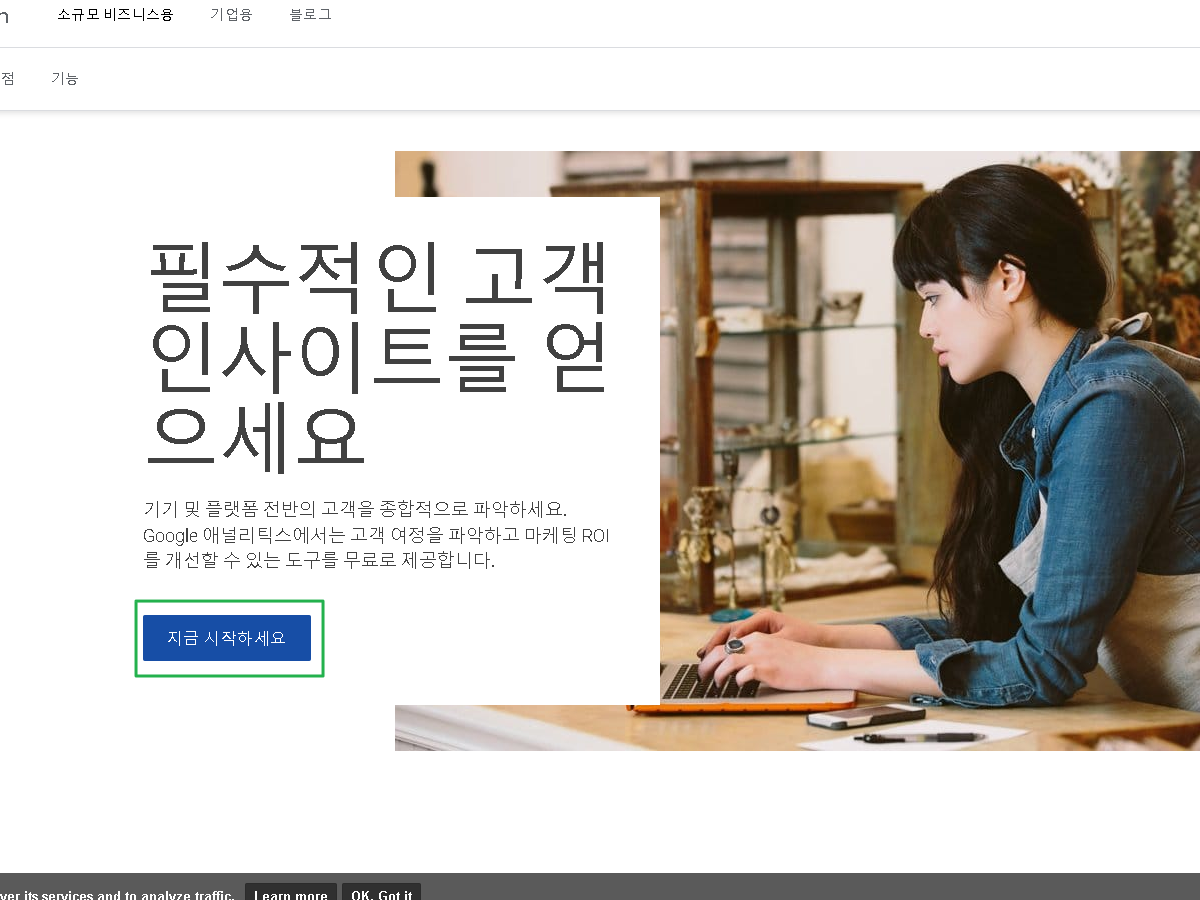 소규모 비즈니스용 기업용 블로그
점 기능
필수적인 고객
인사이트를 얻
으세요
기기 및 플랫폼 전반의 고객을 종합적으로 파악하세요.
Google 애널리틱스에서는 고객 여정을 파악하고 마케팅 ROI
를 개선할 수 있는 도구를 무료로 제공합니다.
지금 시작하세요
ver its services and to analyze traffic. Learn more OK, Got it